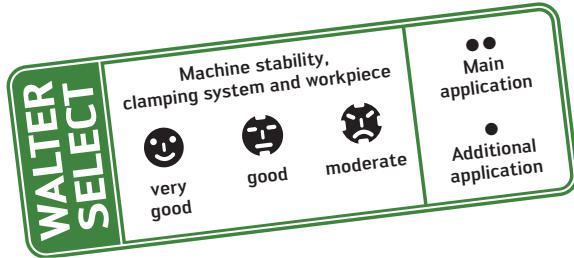 WALTER
SELECT
Machine stability,
clamping system and workpiece
very
good
good
moderate
●●
Main
application
●
Additional
application